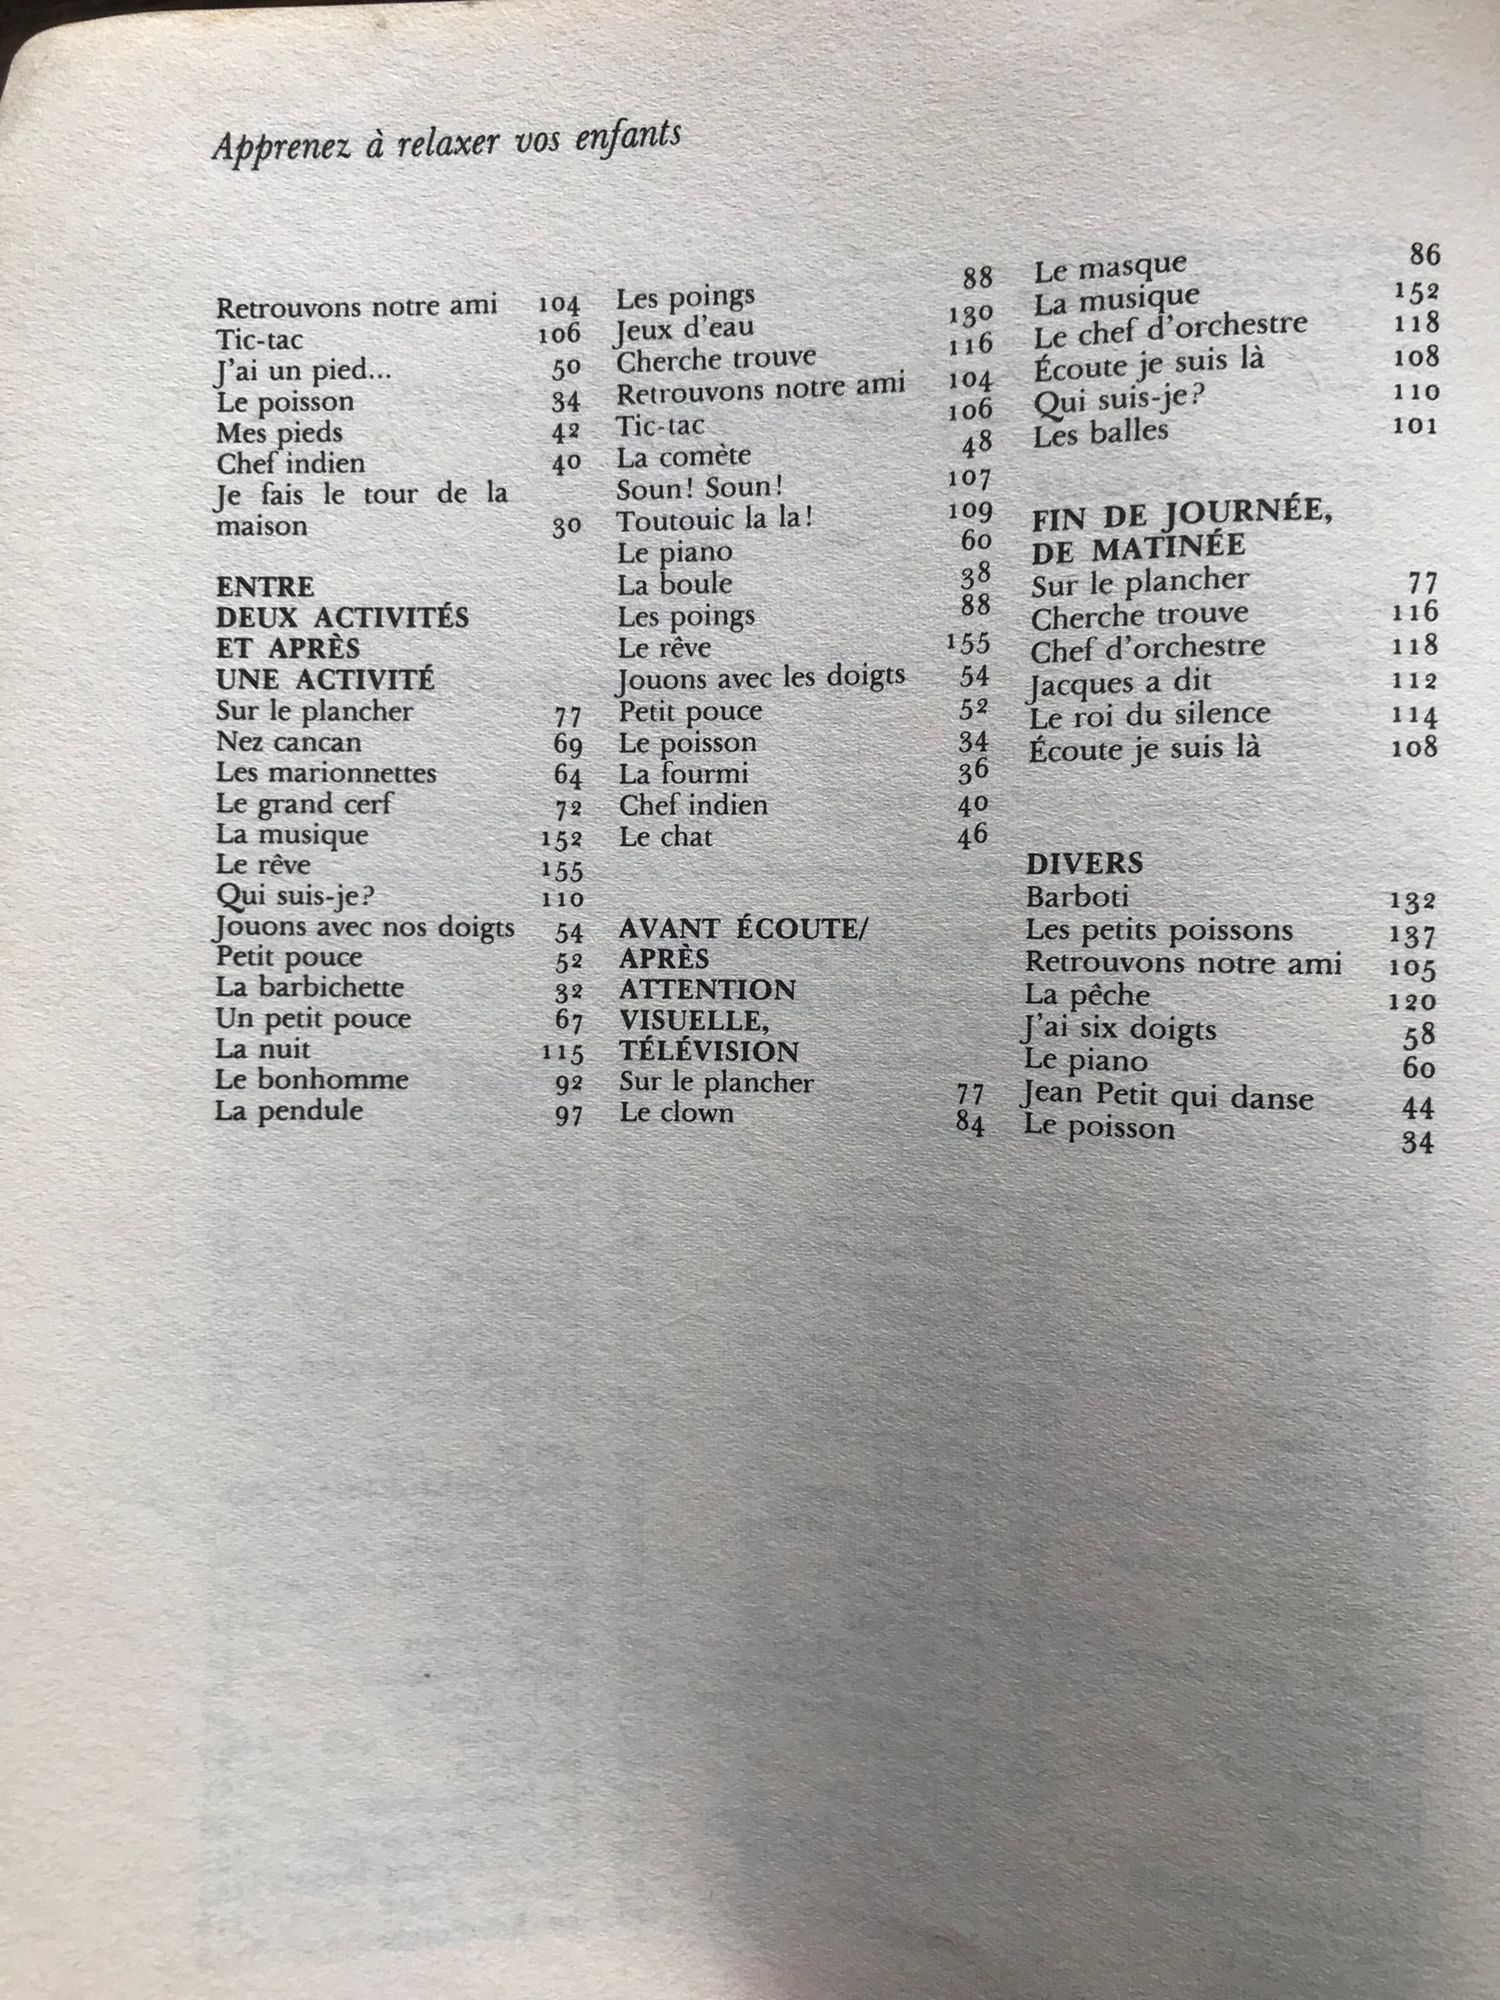 Apprenez à relaxer vos enfants
Retrouvons notre ami 104
Tic-tac 106
J'ai un pied... 50
Le poisson 34
Mes pieds 42
Chef indien 40
Je fais le tour de la
maison 30
ENTRE
DEUX ACTIVITÉS
ET APRÈS
UNE ACTIVITÉ
Sur le plancher 77
Nez cancan 69
Les marionnettes 64
Le grand cerf 72
La musique 152
Le rêve 155
Qui suis-je? 110
Jouons avec nos doigts 54
Petit pouce 52
La barbichette 32
Un petit pouce 67
La nuit 115
Le bonhomme 92
La pendule 97
Les poings 88
Jeux d'eau 130
Cherche trouve 116
Retrouvons notre ami 104
Tic-tac 106
La comète 48
Soun! Soun! 107
Toutouic la la! 109
Le piano 60
La boule 38
Les poings 88
Le rêve 155
Jouons avec les doigts 54
Petit pouce 52
Le poisson 34
La fourmi 36
Chef indien 40
Le chat 46
AVANT ÉCOUTE/
APRÈS
ATTENTION
VISUELLE,
TÉLÉVISION
Sur le plancher 77
Le clown 84
Le masque 86
La musique 152
Le chef d'orchestre 118
Écoute je suis là 108
Qui suis-je? 110
Les balles 101
FIN DE JOURNÉE,
DE MATINÉE
Sur le plancher 77
Cherche trouve 116
Chef d'orchestre 118
Jacques a dit 112
Le roi du silence 114
Écoute je suis là 108
DIVERS
Barboti 132
Les petits poissons 137
Retrouvons notre ami 105
La pêche 120
J'ai six doigts 58
Le piano 60
Jean Petit qui danse 44
Le poisson 34